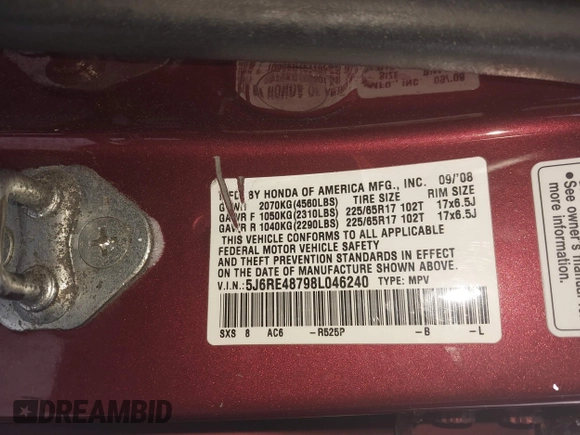 MFD BY HONDA OF AMERICA MFG., INC. 09/'08
GVWR 2070KG(4560LBS) TIRE SIZE RIM SIZE
GAWR F 1050KG(2310LBS) 225/65R17 102T 17x6.5J
GAWR R 1040KG(2290LBS) 225/65R17 102T 17x6.5J
THIS VEHICLE CONFORMS TO ALL APPLICABLE
FEDERAL MOTOR VEHICLE SAFETY
AND THEFT PREVENTION STANDARDS IN EFFECT
ON THE DATE OF MANUFACTURE SHOWN ABOVE.
V.I.N.: 5J6RE48798L046240 TYPE: MPV
SXS 8 AC6 -R525P -B -L
•See
owner's
DREAMBID